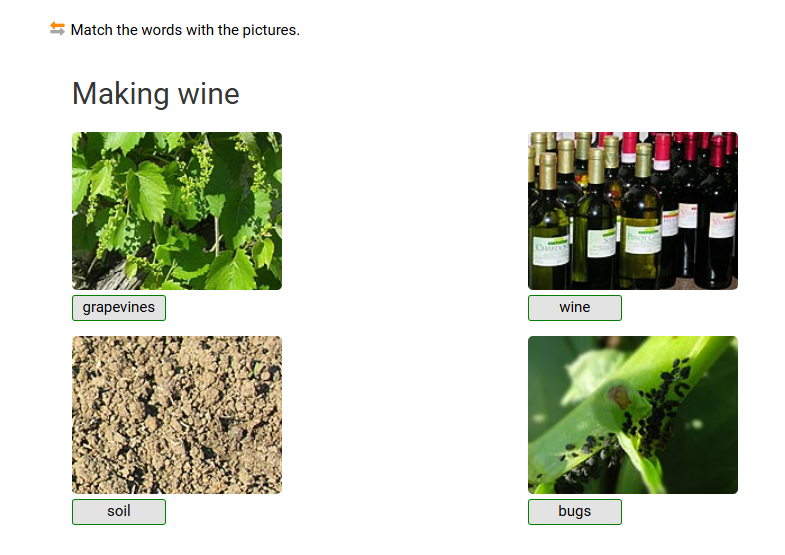 Match the words with the pictures.
Making wine
grapevines
wine
soil
bugs